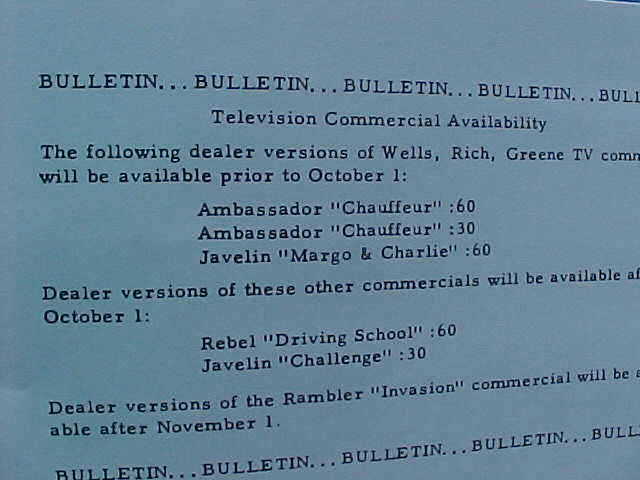 BULLETIN... BULLETIN... BULLETIN... BULLETIN... BULL
Television Commercial Availability
The following dealer versions of Wells, Rich, Greene TV comm
will be available prior to October 1:
Ambassador "Chauffeur" :60
Ambassador "Chauffeur" :30
Javelin "Margo & Charlie" :60
Dealer versions of these other commercials will be available af
October 1:
Rebel "Driving School" :60
Javelin "Challenge" :30
Dealer versions of the Rambler "Invasion" commercial will be a
able after November 1.
BULLETIN... BULLETIN... BULLETIN... BULLETIN... BULL